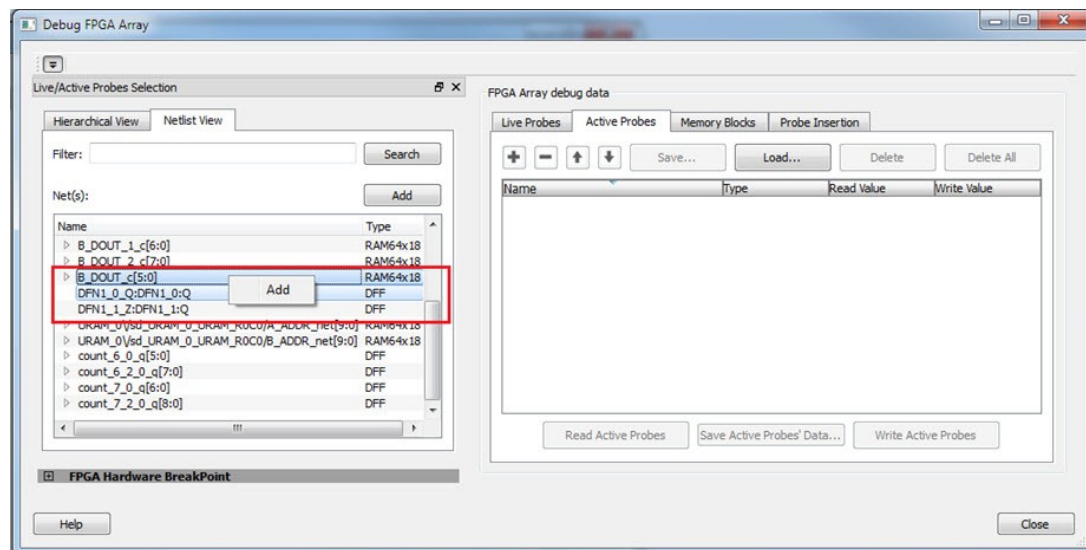 Debug FPGA Array
Live/Active Probes Selection
Hierarchical View Netlist View
Filter: Search
Net(s): Add
Name Type
B_DOUT_1_c[6:0] RAM64x18
B_DOUT_2_c[7:0] RAM64x18
B_DOUT_c[5:0] RAM64x18
DFN1_0_Q:DFN1_0:Q DFF
Add
DFN1_1_Z:DFN1_1:Q DFF
URAM_0\/sd_URAM_0_URAM_R0C0/A_ADDR_net[9:0] RAM64x18
URAM_0\/sd_URAM_0_URAM_R0C0/B_ADDR_net[9:0] RAM64x18
count_6_0_q[5:0] DFF
count_6_2_0_q[7:0] DFF
count_7_0_q[6:0] DFF
count_7_2_0_q[8:0] DFF
FPGA Hardware BreakPoint
FPGA Array debug data
Live Probes Active Probes Memory Blocks Probe Insertion
Save... Load... Delete Delete All
Name Type Read Value Write Value
Read Active Probes Save Active Probes' Data... Write Active Probes
Help Close